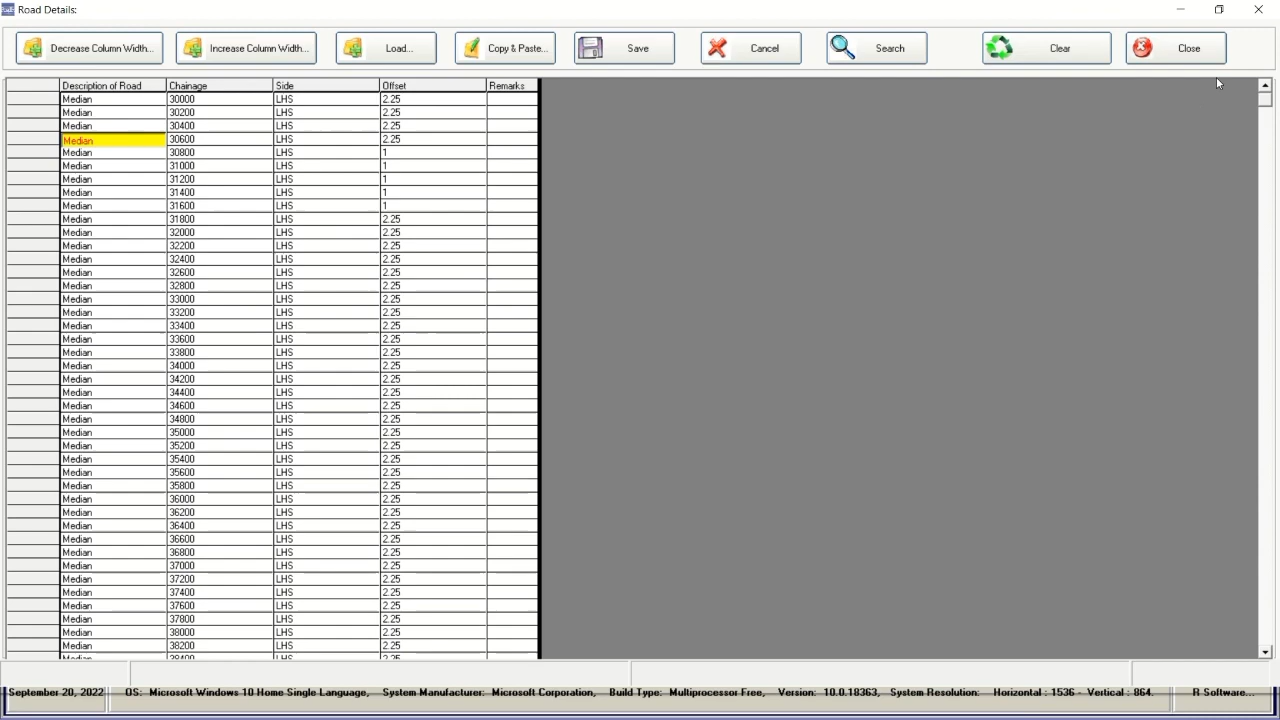 Road Details:
Decrease Column Width... Increase Column Width... Load... Copy & Paste... Save Cancel Search Clear Close
Description of Road Chainage Side Offset Remarks
Median 30000 LHS 2.25
Median 30200 LHS 2.25
Median 30400 LHS 2.25
Median 30600 LHS 2.25
Median 30800 LHS 1
Median 31000 LHS 1
Median 31200 LHS 1
Median 31400 LHS 1
Median 31600 LHS 1
Median 31800 LHS 2.25
Median 32000 LHS 2.25
Median 32200 LHS 2.25
Median 32400 LHS 2.25
Median 32600 LHS 2.25
Median 32800 LHS 2.25
Median 33000 LHS 2.25
Median 33200 LHS 2.25
Median 33400 LHS 2.25
Median 33600 LHS 2.25
Median 33800 LHS 2.25
Median 34000 LHS 2.25
Median 34200 LHS 2.25
Median 34400 LHS 2.25
Median 34600 LHS 2.25
Median 34800 LHS 2.25
Median 35000 LHS 2.25
Median 35200 LHS 2.25
Median 35400 LHS 2.25
Median 35600 LHS 2.25
Median 35800 LHS 2.25
Median 36000 LHS 2.25
Median 36200 LHS 2.25
Median 36400 LHS 2.25
Median 36600 LHS 2.25
Median 36800 LHS 2.25
Median 37000 LHS 2.25
Median 37200 LHS 2.25
Median 37400 LHS 2.25
Median 37600 LHS 2.25
Median 37800 LHS 2.25
Median 38000 LHS 2.25
Median 38200 LHS 2.25
Median 38400 LHS 2.25
September 20, 2022 OS: Microsoft Windows 10 Home Single Language, System Manufacturer: Microsoft Corporation, Build Type: Multiprocessor Free, Version: 10.0.18363, System Resolution: Horizontal : 1536 - Vertical : 864. R Software...